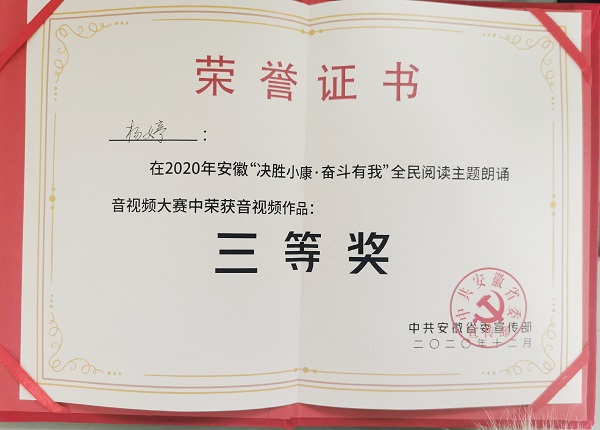 荣誉证书
杨婷：
在2020年安徽“决胜小康·奋斗有我”全民阅读主题朗诵
音视频大赛中荣获音视频作品：
三等奖
中共安徽省委宣传部
二〇二〇年十二月